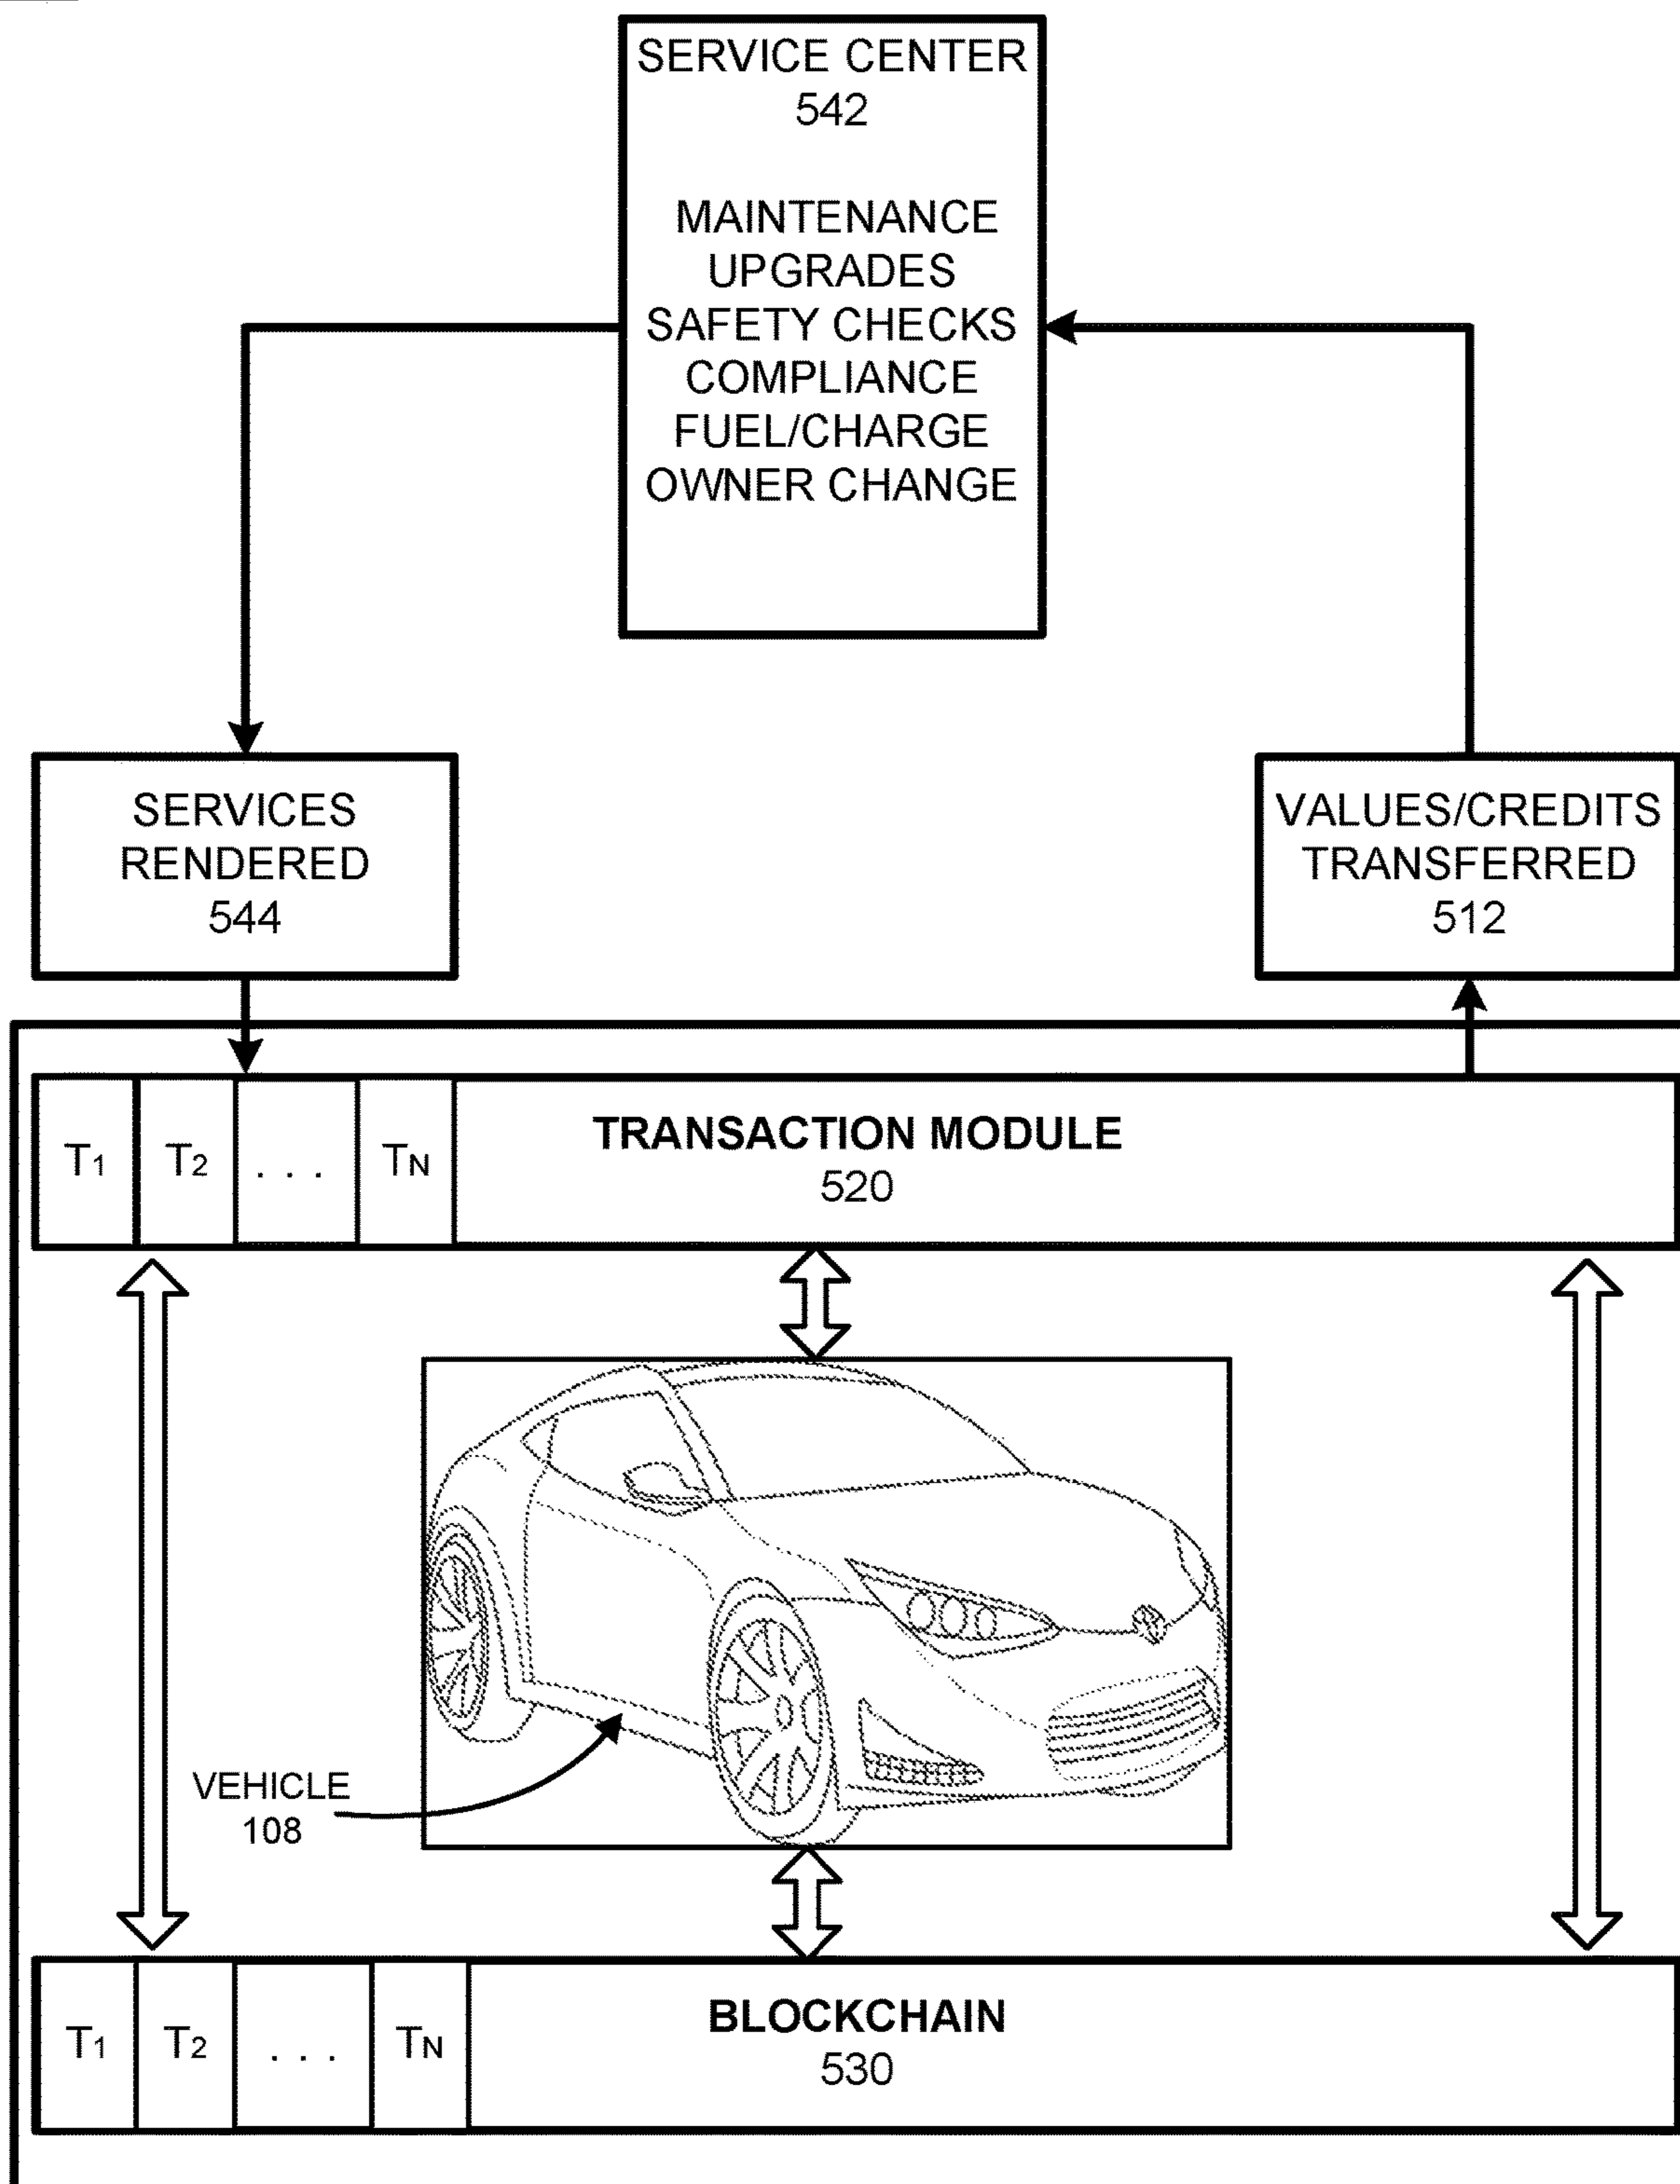 SERVICE CENTER
542
MAINTENANCE
UPGRADES
SAFETY CHECKS
COMPLIANCE
FUEL/CHARGE
OWNER CHANGE
SERVICES
RENDERED
544
VALUES/CREDITS
TRANSFERRED
512
T1 T2 . . . TN
TRANSACTION MODULE
520
VEHICLE
108
T1 T2 . . . TN
BLOCKCHAIN
530